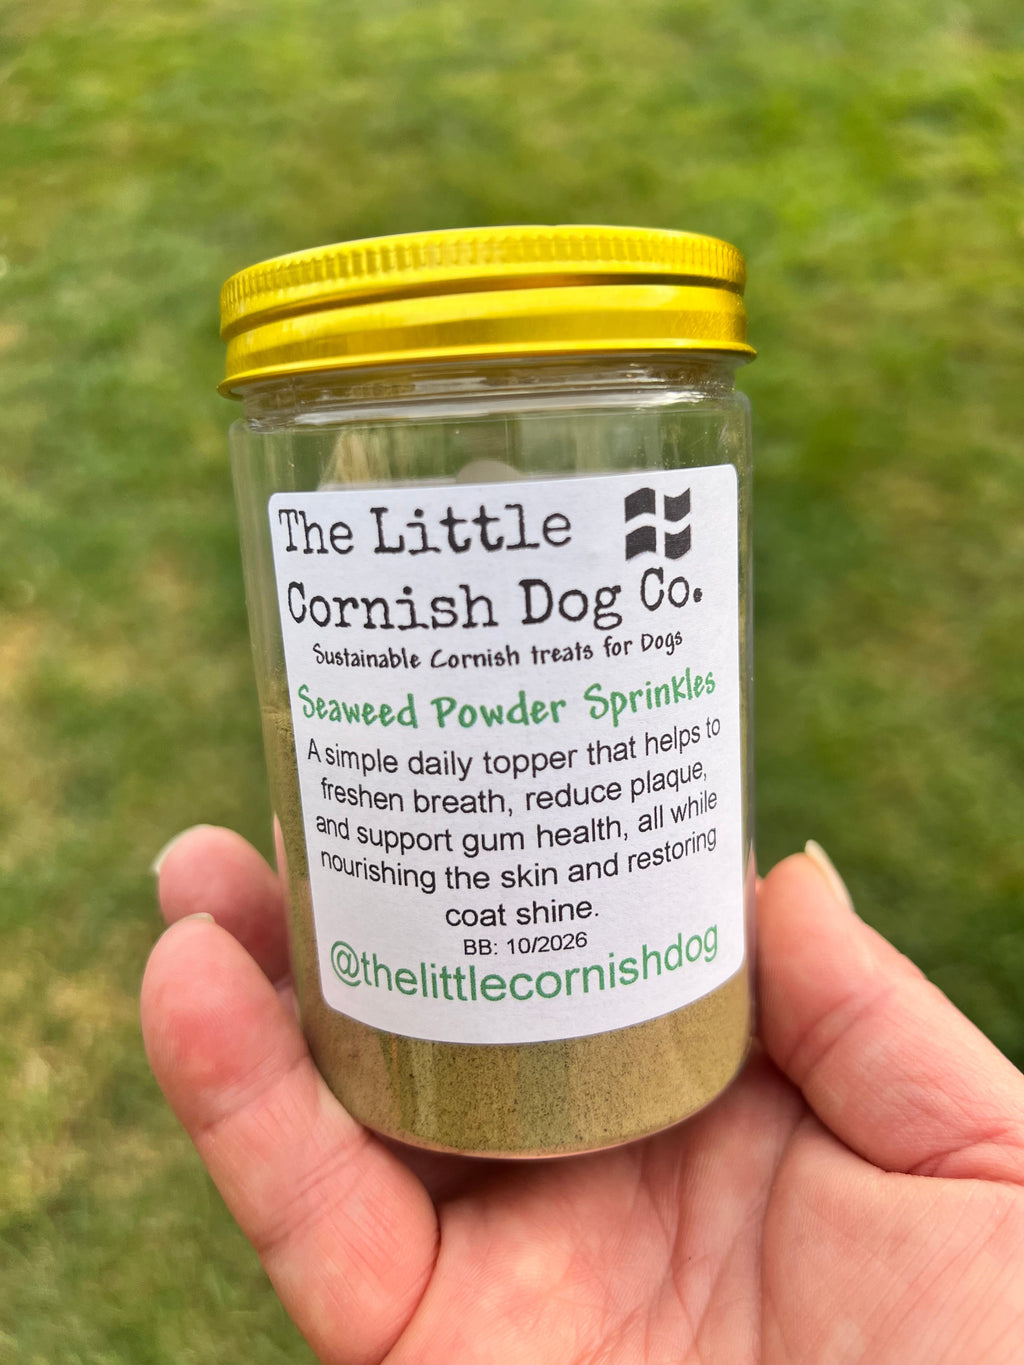 The Little
Cornish Dog Co.
Sustainable Cornish treats for Dogs
Seaweed Powder Sprinkles
A simple daily topper that helps to
freshen breath, reduce plaque,
and support gum health, all while
nourishing the skin and restoring
coat shine.
BB: 10/2026
@thelittlecornishdog